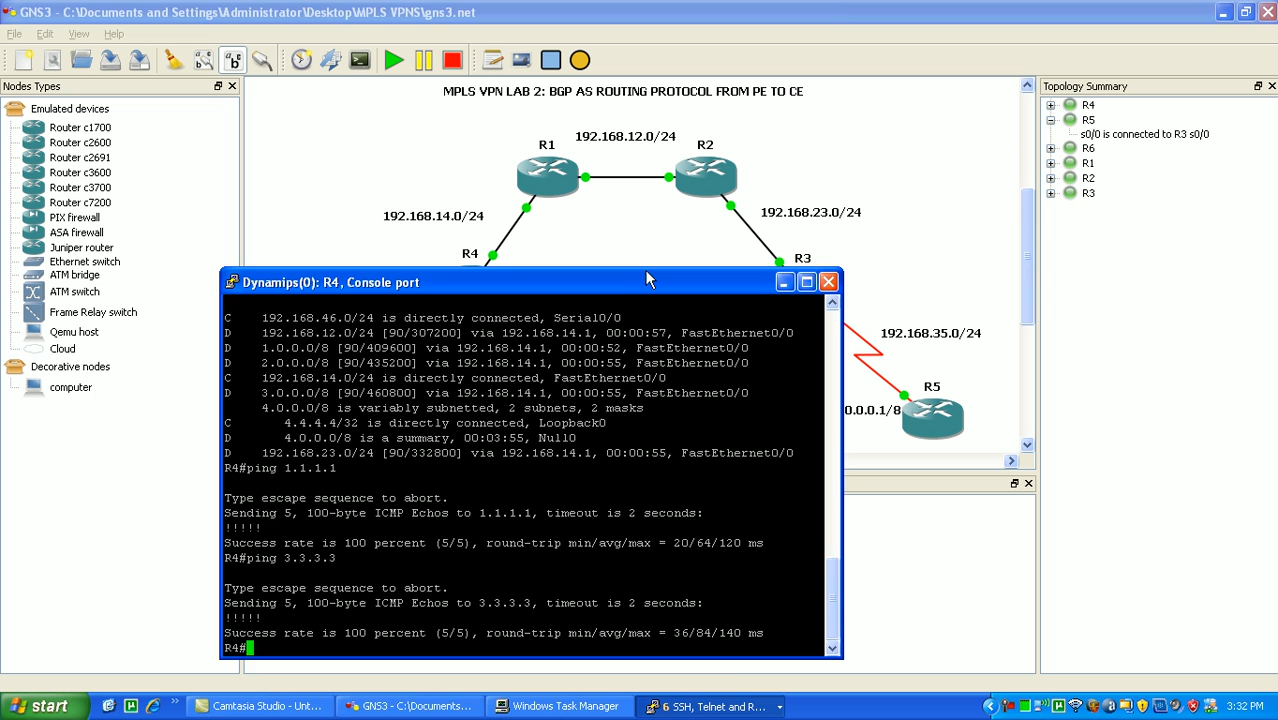 GNS3 - C:\Documents and Settings\Administrator\Desktop\MPLS VPNS\gns3.net
File Edit View Help
Nodes Types
Emulated devices
Router c1700
Router c2600
Router c2691
Router c3600
Router c3700
Router c7200
PIX firewall
ASA firewall
Juniper router
Ethernet switch
ATM bridge
ATM switch
Frame Relay switch
Qemu host
Cloud
Decorative nodes
computer
MPLS VPN LAB 2: BGP AS ROUTING PROTOCOL FROM PE TO CE
192.168.12.0/24
R1
R2
192.168.14.0/24
192.168.23.0/24
R4
R3
192.168.35.0/24
R5
0.0.0.1/8
Topology Summary
R4
R5
s0/0 is connected to R3 s0/0
R6
R1
R2
R3
Dynamips(0): R4, Console port
C 192.168.46.0/24 is directly connected, Serial0/0
D 192.168.12.0/24 [90/307200] via 192.168.14.1, 00:00:57, FastEthernet0/0
D 1.0.0.0/8 [90/409600] via 192.168.14.1, 00:00:52, FastEthernet0/0
D 2.0.0.0/8 [90/435200] via 192.168.14.1, 00:00:55, FastEthernet0/0
C 192.168.14.0/24 is directly connected, FastEthernet0/0
D 3.0.0.0/8 [90/460800] via 192.168.14.1, 00:00:55, FastEthernet0/0
4.0.0.0/8 is variably subnetted, 2 subnets, 2 masks
C 4.4.4.4/32 is directly connected, Loopback0
D 4.0.0.0/8 is a summary, 00:03:55, Null0
D 192.168.23.0/24 [90/332800] via 192.168.14.1, 00:00:55, FastEthernet0/0
R4#ping 1.1.1.1
Type escape sequence to abort.
Sending 5, 100-byte ICMP Echos to 1.1.1.1, timeout is 2 seconds:
!!!!!
Success rate is 100 percent (5/5), round-trip min/avg/max = 20/64/120 ms
R4#ping 3.3.3.3
Type escape sequence to abort.
Sending 5, 100-byte ICMP Echos to 3.3.3.3, timeout is 2 seconds:
!!!!!
Success rate is 100 percent (5/5), round-trip min/avg/max = 36/84/140 ms
R4#
start
Camtasia Studio - Unt...
GNS3 - C:\Documents...
Windows Task Manager
6 SSH, Telnet and R...
3:32 PM